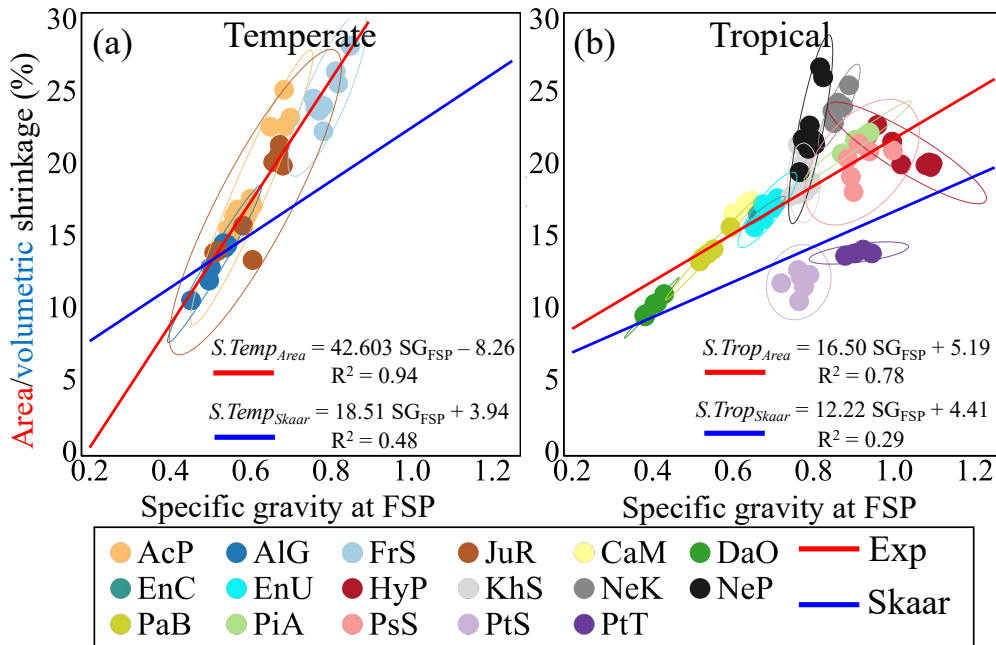 (a) Temperate
(b) Tropical
Area/volumetric shrinkage (%)
30
25
20
15
10
5
0
30
25
20
15
10
5
0
S.Temp_Area = 42.603 SG_FSP – 8.26
R² = 0.94
S.Temp_Skaar = 18.51 SG_FSP + 3.94
R² = 0.48
S.Trop_Area = 16.50 SG_FSP + 5.19
R² = 0.78
S.Trop_Skaar = 12.22 SG_FSP + 4.41
R² = 0.29
0.2 0.4 0.6 0.8 1.0 1.2
0.2 0.4 0.6 0.8 1.0 1.2
Specific gravity at FSP
Specific gravity at FSP
AcP AlG FrS JuR CaM DaO Exp
EnC EnU HyP KhS NeK NeP
PaB PiA PsS PtS PtT Skaar